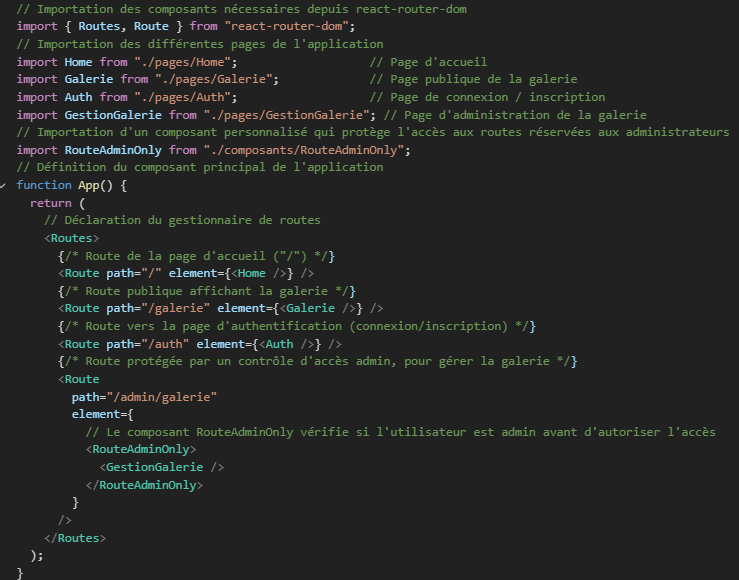 // Importation des composants nécessaires depuis react-router-dom
import { Routes, Route } from "react-router-dom";
// Importation des différentes pages de l'application
import Home from "./pages/Home"; // Page d'accueil
import Galerie from "./pages/Galerie"; // Page publique de la galerie
import Auth from "./pages/Auth"; // Page de connexion / inscription
import GestionGalerie from "./pages/GestionGalerie"; // Page d'administration de la galerie
// Importation d'un composant personnalisé qui protège l'accès aux routes réservées aux administrateurs
import RouteAdminOnly from "./composants/RouteAdminOnly";
// Définition du composant principal de l'application
function App() {
  return (
    // Déclaration du gestionnaire de routes
    <Routes>
      {/* Route de la page d'accueil ("/") */}
      <Route path="/" element={<Home />} />
      {/* Route publique affichant la galerie */}
      <Route path="/galerie" element={<Galerie />} />
      {/* Route vers la page d'authentification (connexion/inscription) */}
      <Route path="/auth" element={<Auth />} />
      {/* Route protégée par un contrôle d'accès admin, pour gérer la galerie */}
      <Route
        path="/admin/galerie"
        element={
          // Le composant RouteAdminOnly vérifie si l'utilisateur est admin avant d'autoriser l'accès
          <RouteAdminOnly>
            <GestionGalerie />
          </RouteAdminOnly>
        }
      />
    </Routes>
  );
}